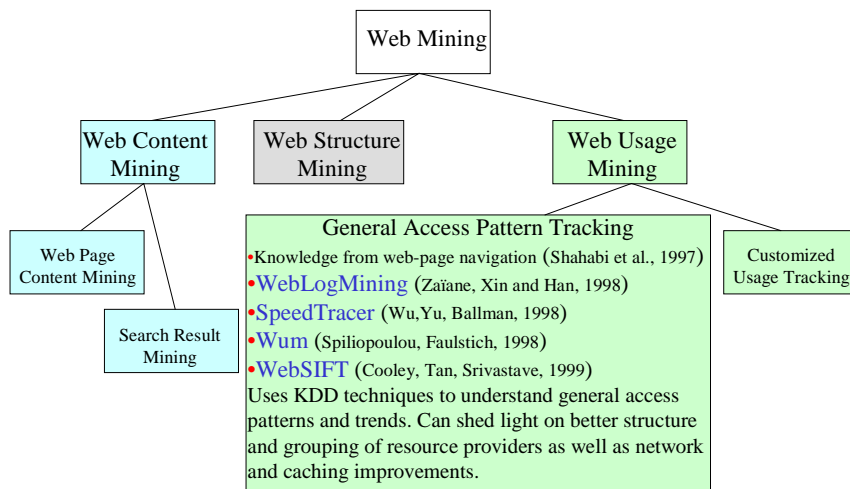 Web Mining
Web Content
Mining
Web Structure
Mining
Web Usage
Mining
Web Page
Content Mining
Search Result
Mining
General Access Pattern Tracking
•Knowledge from web-page navigation (Shahabi et al., 1997)
•WebLogMining (Zaïane, Xin and Han, 1998)
•SpeedTracer (Wu,Yu, Ballman, 1998)
•Wum (Spiliopoulou, Faulstich, 1998)
•WebSIFT (Cooley, Tan, Srivastave, 1999)
Uses KDD techniques to understand general access
patterns and trends. Can shed light on better structure
and grouping of resource providers as well as network
and caching improvements.
Customized
Usage Tracking